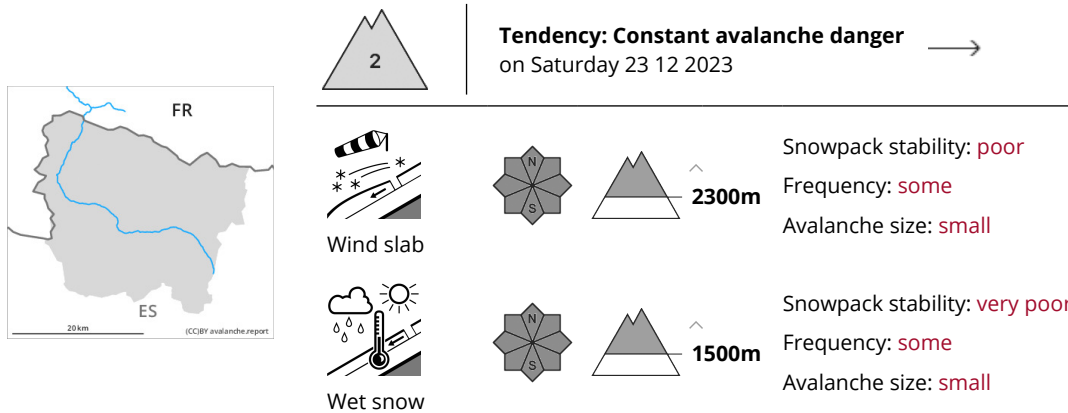 2
Tendency: Constant avalanche danger
on Saturday 23 12 2023
FR
ES
20 km
(CC)BY avalanche.report
Wind slab
N
S
2300m
Snowpack stability: poor
Frequency: some
Avalanche size: small
Wet snow
N
S
1500m
Snowpack stability: very poor
Frequency: some
Avalanche size: small